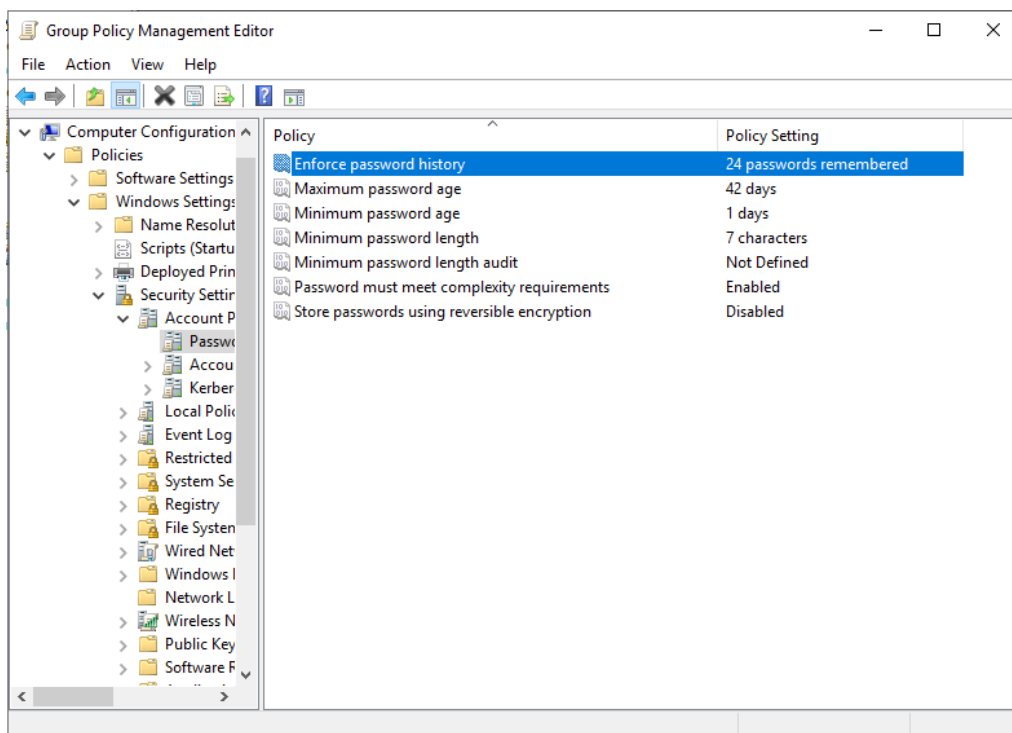 Group Policy Management Editor
File Action View Help
Computer Configuration
Policies
Software Settings
Windows Settings
Name Resolut
Scripts (Startu
Deployed Prin
Security Settin
Account P
Passwo
Accou
Kerber
Local Polic
Event Log
Restricted
System Se
Registry
File System
Wired Net
Windows
Network L
Wireless N
Public Key
Software R
Policy Policy Setting
Enforce password history 24 passwords remembered
Maximum password age 42 days
Minimum password age 1 days
Minimum password length 7 characters
Minimum password length audit Not Defined
Password must meet complexity requirements Enabled
Store passwords using reversible encryption Disabled